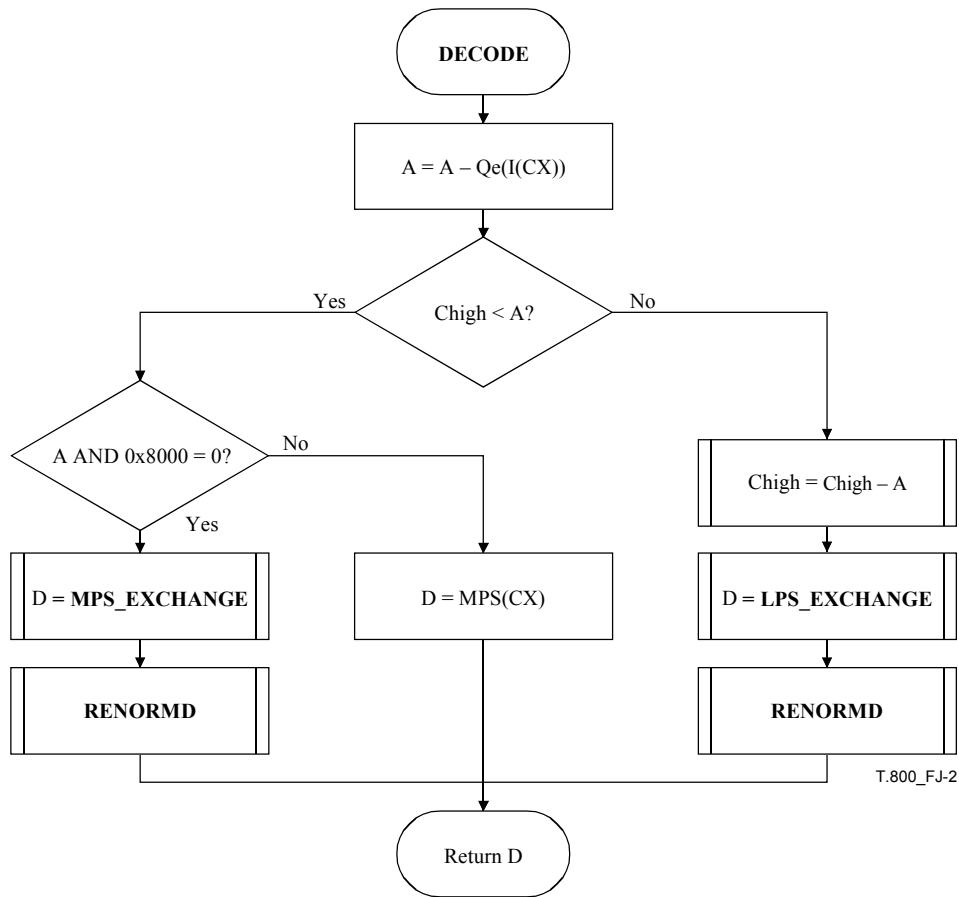 DECODE
A = A – Qe(I(CX))
Chigh < A?
Yes
No
A AND 0x8000 = 0?
No
Yes
Chigh = Chigh – A
D = MPS_EXCHANGE
D = MPS(CX)
D = LPS_EXCHANGE
RENORMD
RENORMD
T.800_FJ-2
Return D